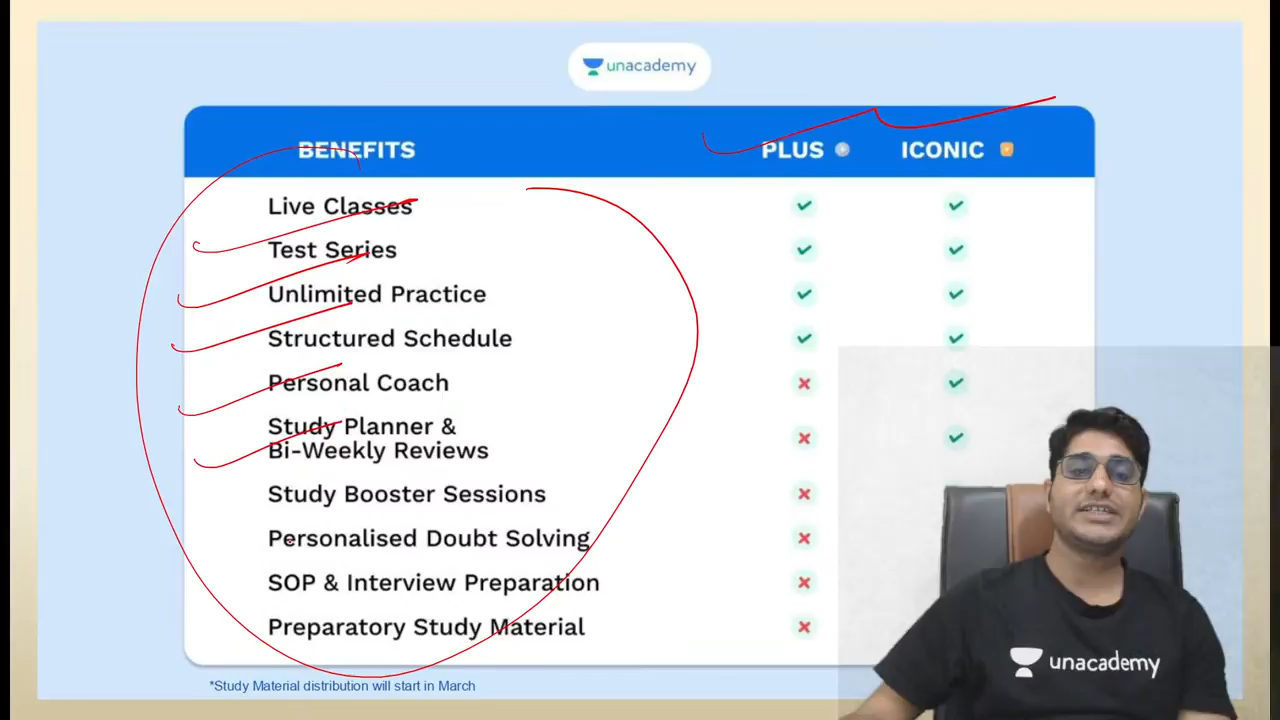 unacademy
BENEFITS PLUS ICONIC
Live Classes
Test Series
Unlimited Practice
Structured Schedule
Personal Coach
Study Planner &
Bi-Weekly Reviews
Study Booster Sessions
Personalised Doubt Solving
SOP & Interview Preparation
Preparatory Study Material
*Study Material distribution will start in March
unacademy